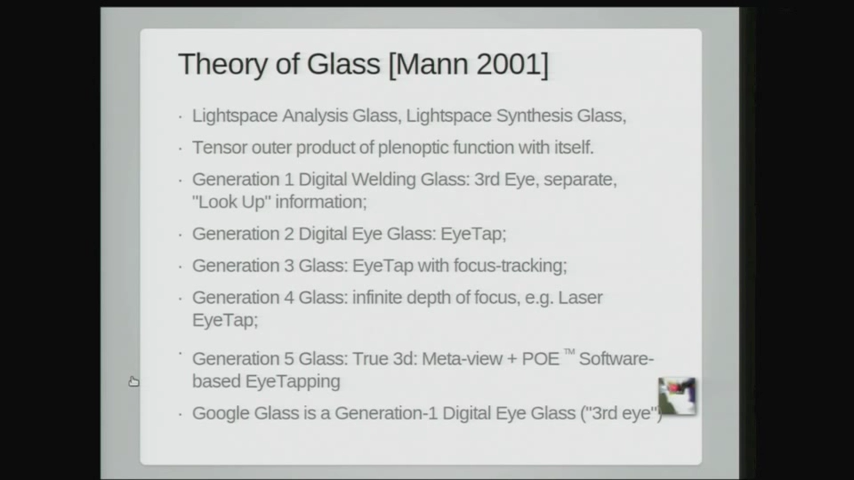 Theory of Glass [Mann 2001]
· Lightspace Analysis Glass, Lightspace Synthesis Glass,
· Tensor outer product of plenoptic function with itself.
· Generation 1 Digital Welding Glass: 3rd Eye, separate,
"Look Up" information;
· Generation 2 Digital Eye Glass: EyeTap;
· Generation 3 Glass: EyeTap with focus-tracking;
· Generation 4 Glass: infinite depth of focus, e.g. Laser
EyeTap;
· Generation 5 Glass: True 3d: Meta-view + POE ™ Software-
based EyeTapping
· Google Glass is a Generation-1 Digital Eye Glass ("3rd eye")